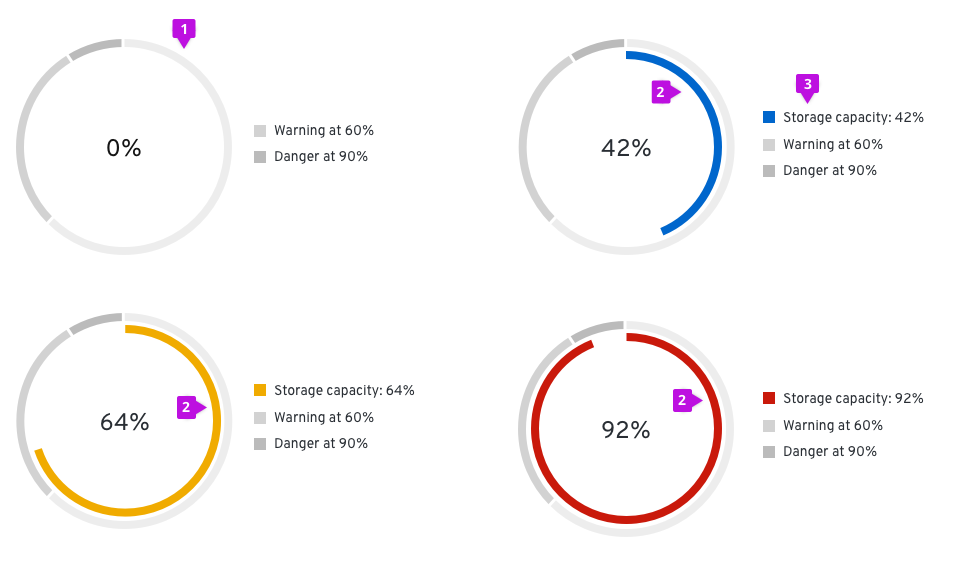 1
0%
Warning at 60%
Danger at 90%
2
3
42%
Storage capacity: 42%
Warning at 60%
Danger at 90%
2
64%
Storage capacity: 64%
Warning at 60%
Danger at 90%
2
92%
Storage capacity: 92%
Warning at 60%
Danger at 90%